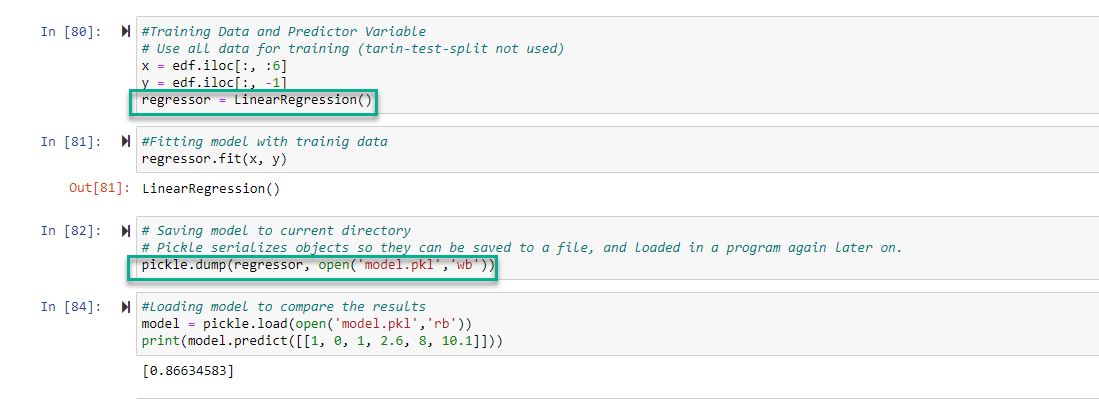 In [80]:
#Training Data and Predictor Variable
# Use all data for training (tarin-test-split not used)
x = edf.iloc[:, :6]
y = edf.iloc[:, -1]
regressor = LinearRegression()
In [81]:
#Fitting model with trainig data
regressor.fit(x, y)
Out[81]: LinearRegression()
In [82]:
# Saving model to current directory
# Pickle serializes objects so they can be saved to a file, and loaded in a program again later on.
pickle.dump(regressor, open('model.pkl','wb'))
In [84]:
#Loading model to compare the results
model = pickle.load(open('model.pkl','rb'))
print(model.predict([[1, 0, 1, 2.6, 8, 10.1]]))
[0.86634583]